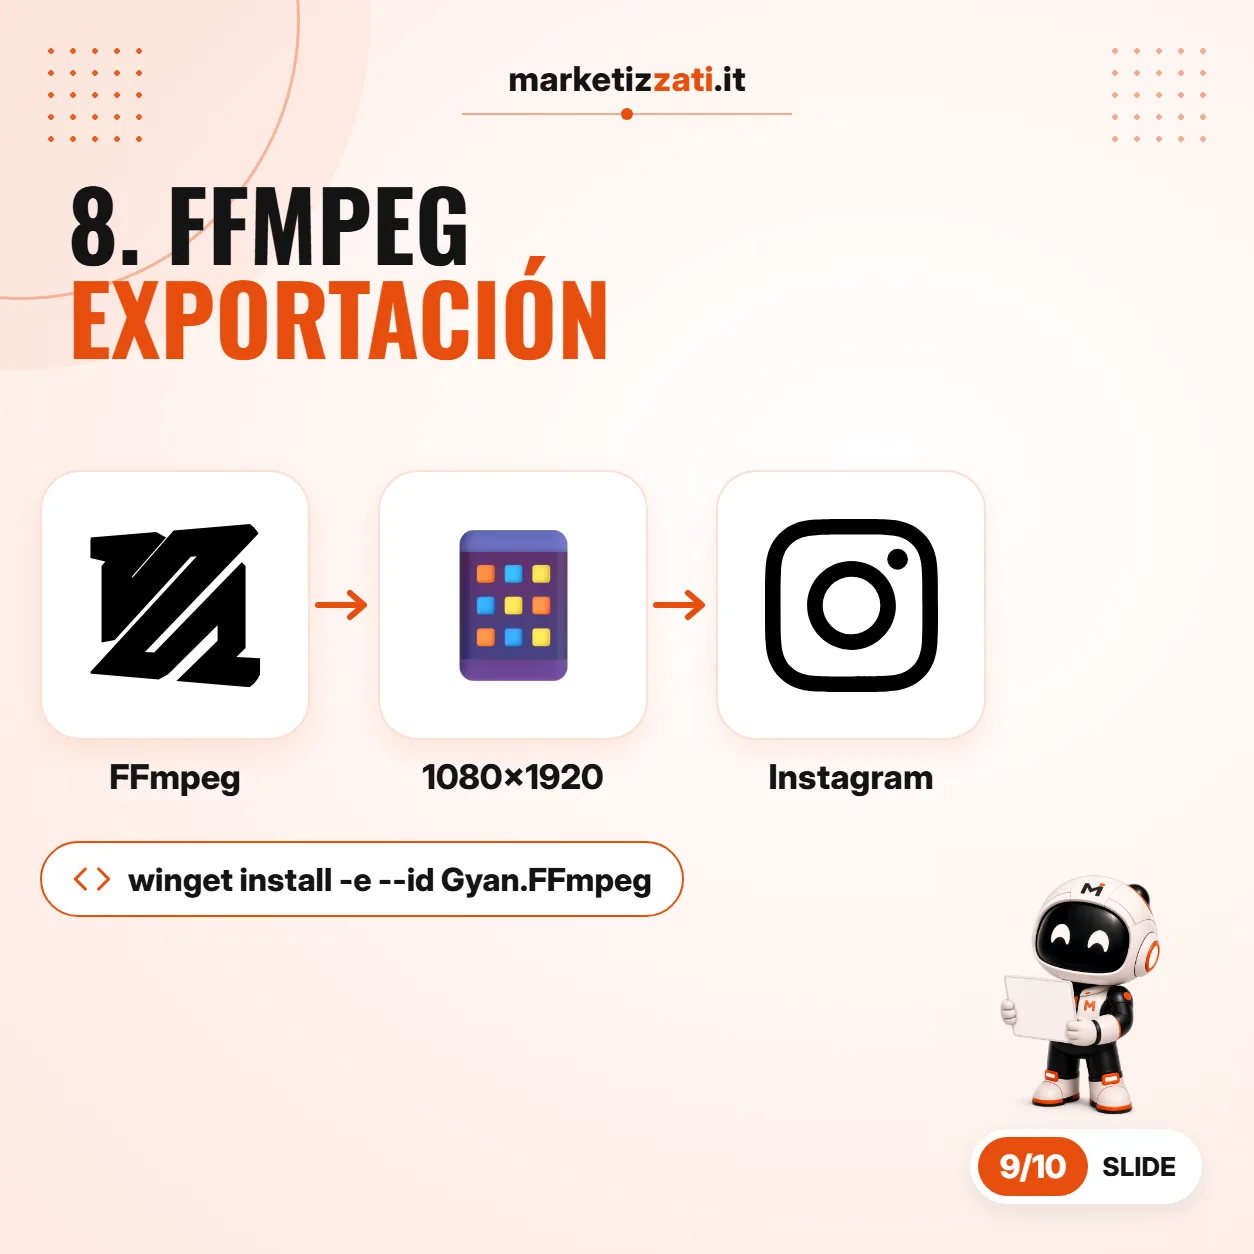 marketizzati.it
8. FFMPEG
EXPORTACIÓN
FFmpeg
1080×1920
Instagram
<> winget install -e --id Gyan.FFmpeg
M
M
9/10 SLIDE